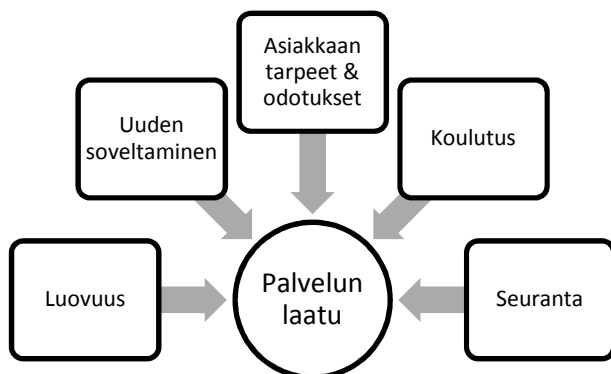 Asiakkaan
tarpeet &
odotukset
Uuden
soveltaminen
Koulutus
Luovuus
Palvelun
laatu
Seuranta